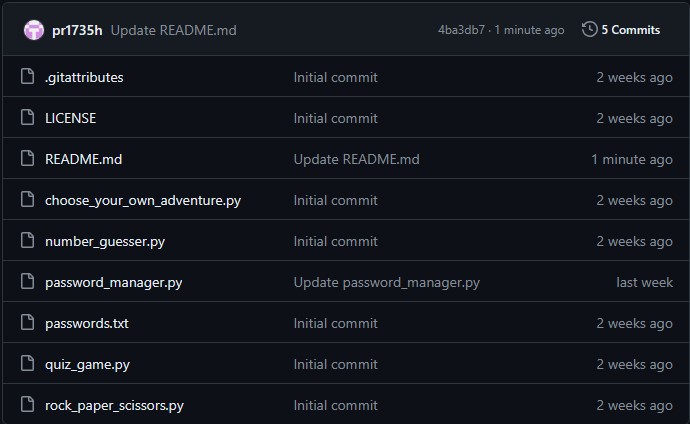 pr1735h Update README.md 4ba3db7 · 1 minute ago 5 Commits
.gitattributes Initial commit 2 weeks ago
LICENSE Initial commit 2 weeks ago
README.md Update README.md 1 minute ago
choose_your_own_adventure.py Initial commit 2 weeks ago
number_guesser.py Initial commit 2 weeks ago
password_manager.py Update password_manager.py last week
passwords.txt Initial commit 2 weeks ago
quiz_game.py Initial commit 2 weeks ago
rock_paper_scissors.py Initial commit 2 weeks ago